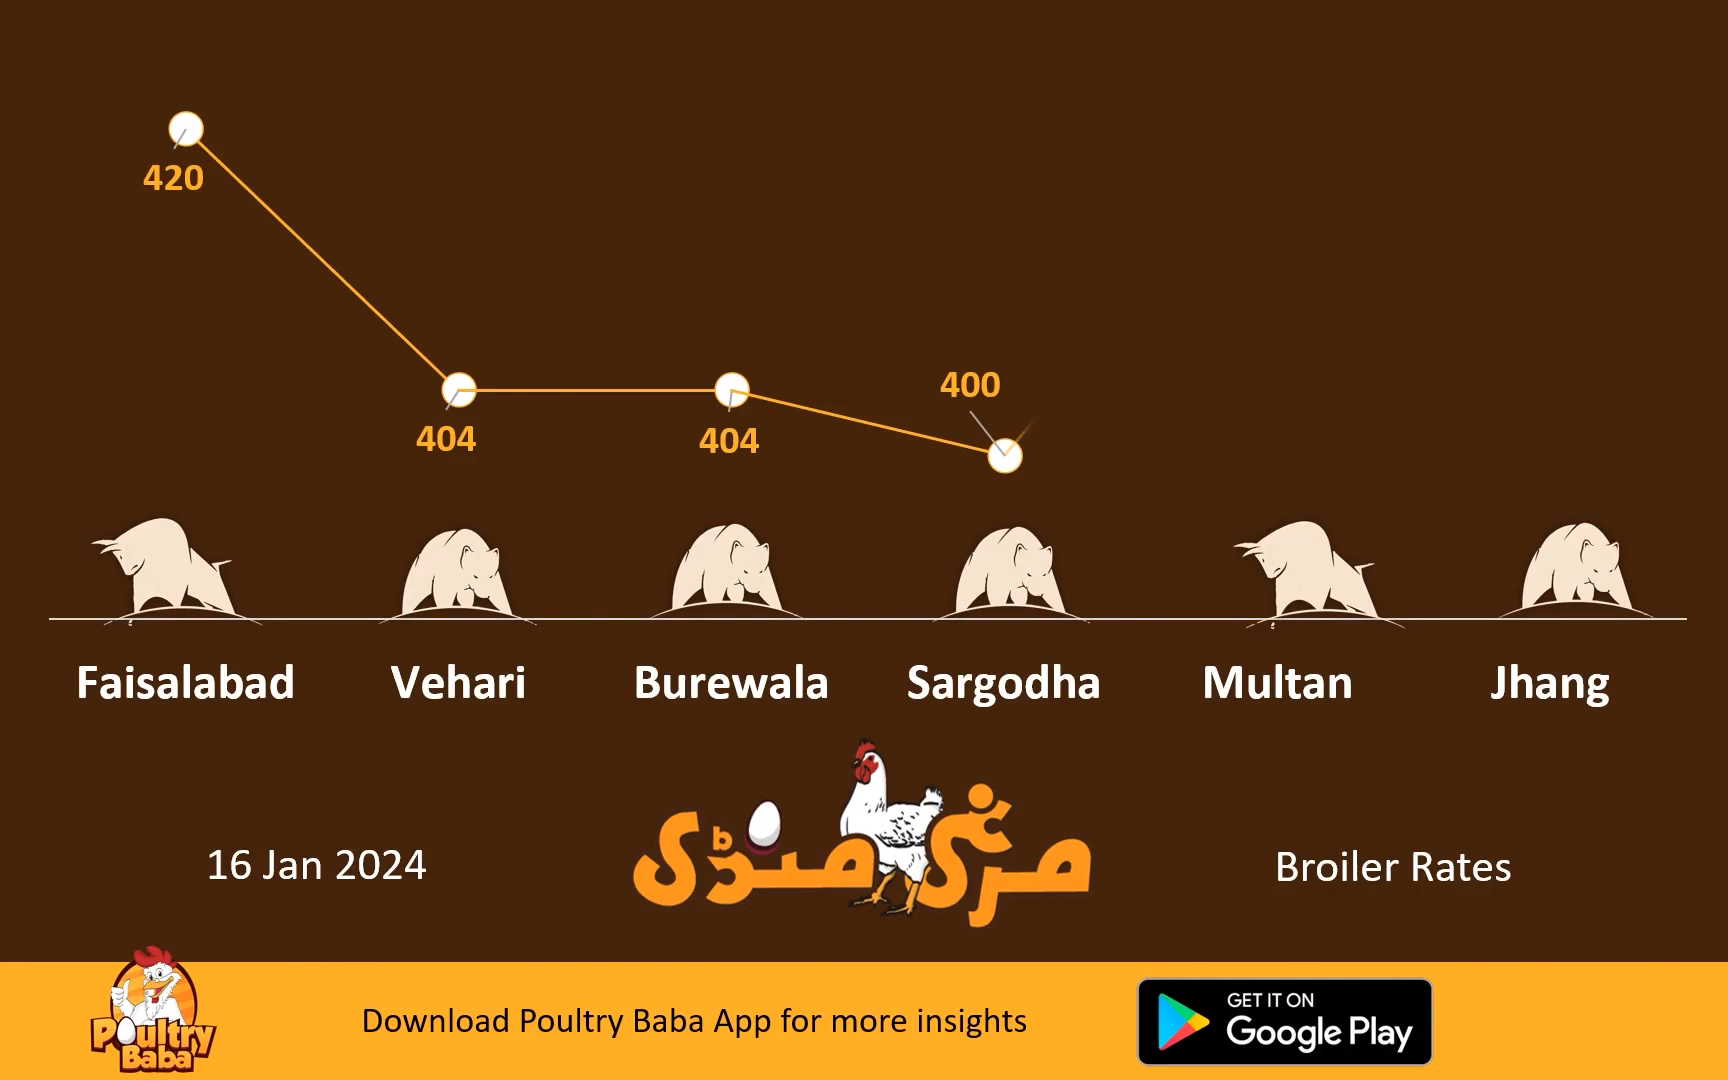 420
404
404
400
Faisalabad Vehari Burewala Sargodha Multan Jhang
16 Jan 2024
مرغی منڈی
Broiler Rates
Poultry
Baba
Download Poultry Baba App for more insights
GET IT ON
Google Play